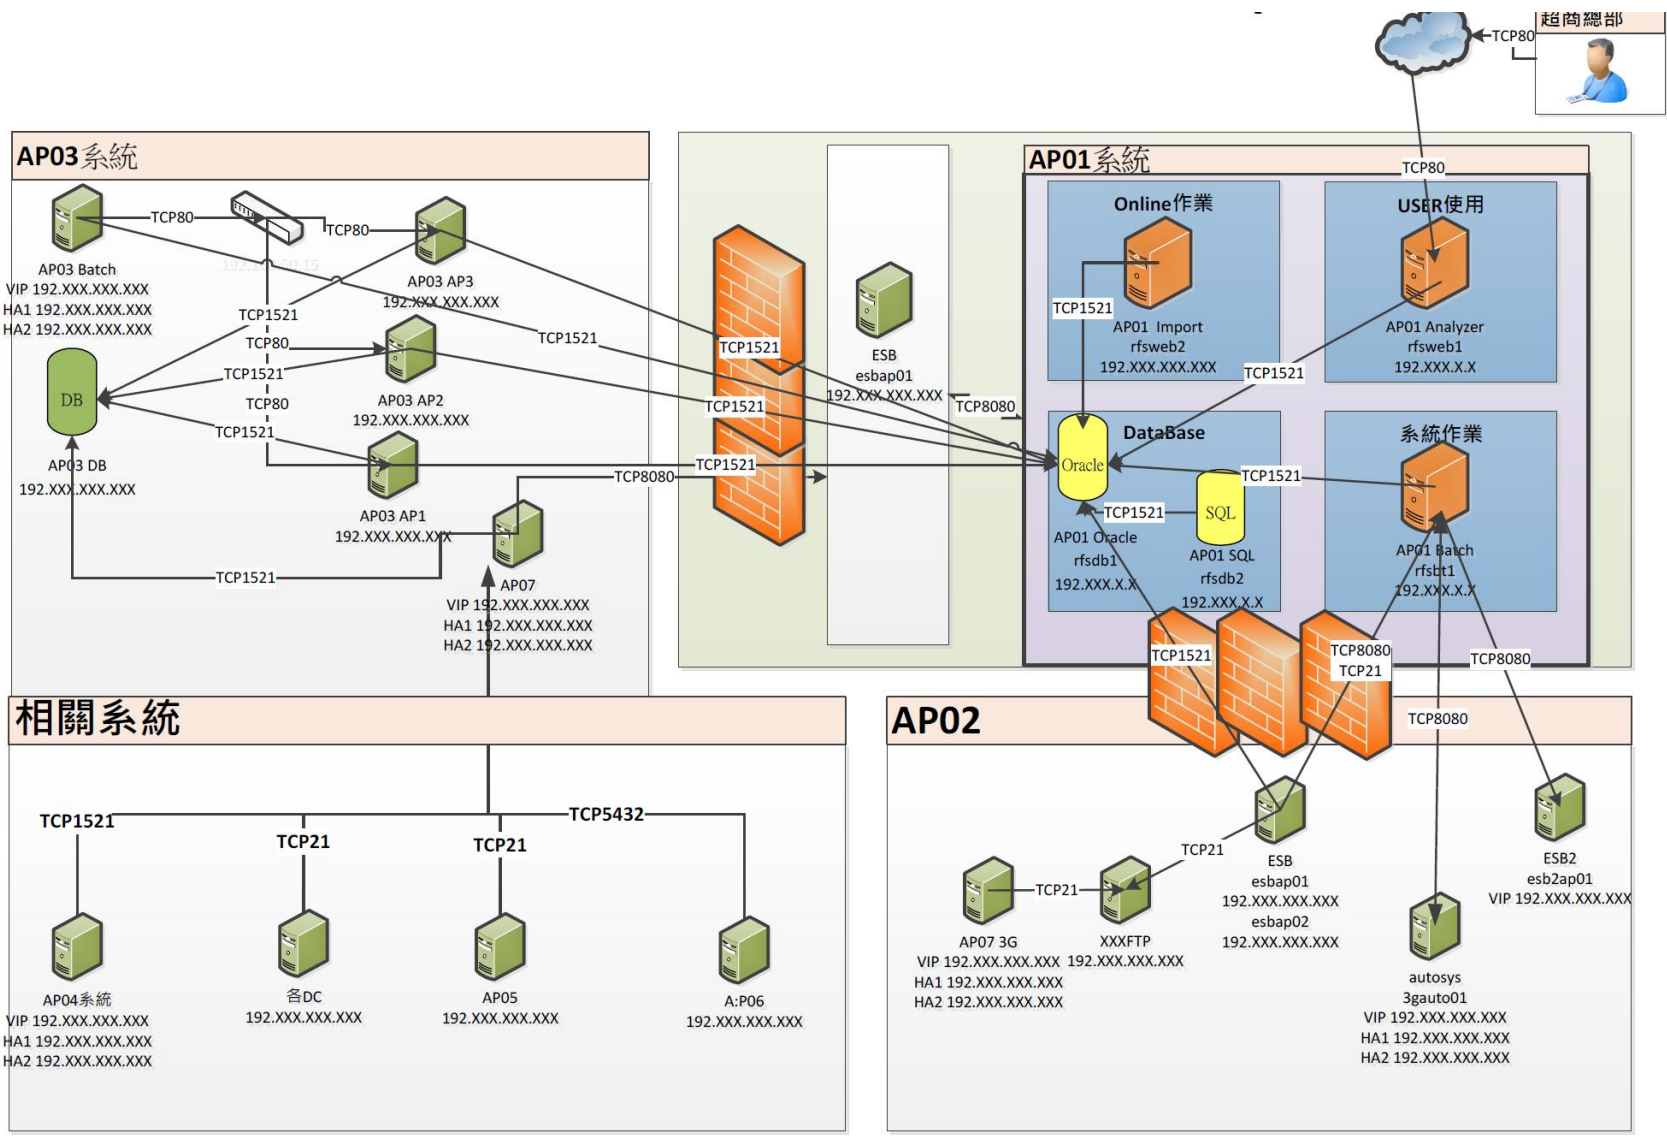 超商總部
TCP80
AP03系統
AP01系統
TCP80
Online作業
USER使用
TCP80
TCP80
192.168.50.15
AP03 Batch
VIP 192.XXX.XXX.XXX
HA1 192.XXX.XXX.XXX
HA2 192.XXX.XXX.XXX
AP03 AP3
192.XXX.XXX.XXX
TCP1521
TCP80
TCP1521
TCP80
TCP1521
DB
AP03 DB
192.XXX.XXX.XXX
AP03 AP2
192.XXX.XXX.XXX
AP03 AP1
192.XXX.XXX.XXX
TCP1521
TCP1521
TCP1521
TCP1521
TCP8080
TCP1521
AP07
VIP 192.XXX.XXX.XXX
HA1 192.XXX.XXX.XXX
HA2 192.XXX.XXX.XXX
ESB
esbap01
192.XXX.XXX.XXX
TCP8080
TCP1521
AP01 Import
rfsweb2
192.XXX.XXX.XXX
AP01 Analyzer
rfsweb1
192.XXX.X.X
TCP1521
DataBase
系統作業
Oracle
TCP1521
TCP1521
SQL
AP01 Oracle
rfsdb1
192.XXX.X.X
AP01 SQL
rfsdb2
192.XXX.X.X
AP01 Batch
rfsbt1
192.XXX.X.X
TCP1521
TCP8080
TCP21
TCP8080
TCP8080
相關系統
TCP1521
TCP21
TCP21
TCP5432
AP04系統
VIP 192.XXX.XXX.XXX
HA1 192.XXX.XXX.XXX
HA2 192.XXX.XXX.XXX
各DC
192.XXX.XXX.XXX
AP05
192.XXX.XXX.XXX
A:P06
192.XXX.XXX.XXX
AP02
TCP21
TCP21
AP07 3G
VIP 192.XXX.XXX.XXX
HA1 192.XXX.XXX.XXX
HA2 192.XXX.XXX.XXX
XXXFTP
192.XXX.XXX.XXX
ESB
esbap01
192.XXX.XXX.XXX
esbap02
192.XXX.XXX.XXX
autosys
3gauto01
VIP 192.XXX.XXX.XXX
HA1 192.XXX.XXX.XXX
HA2 192.XXX.XXX.XXX
ESB2
esb2ap01
VIP 192.XXX.XXX.XXX